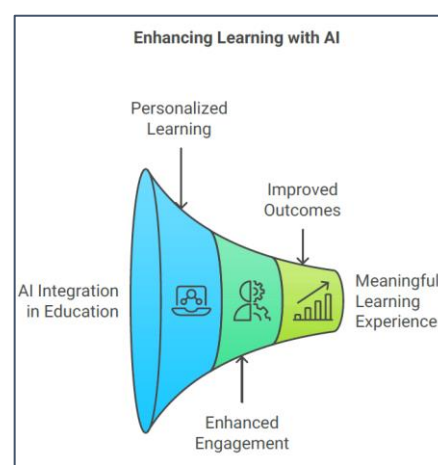 Enhancing Learning with AI
Personalized
Learning
Improved
Outcomes
AI Integration
in Education
Meaningful
Learning
Experience
Enhanced
Engagement